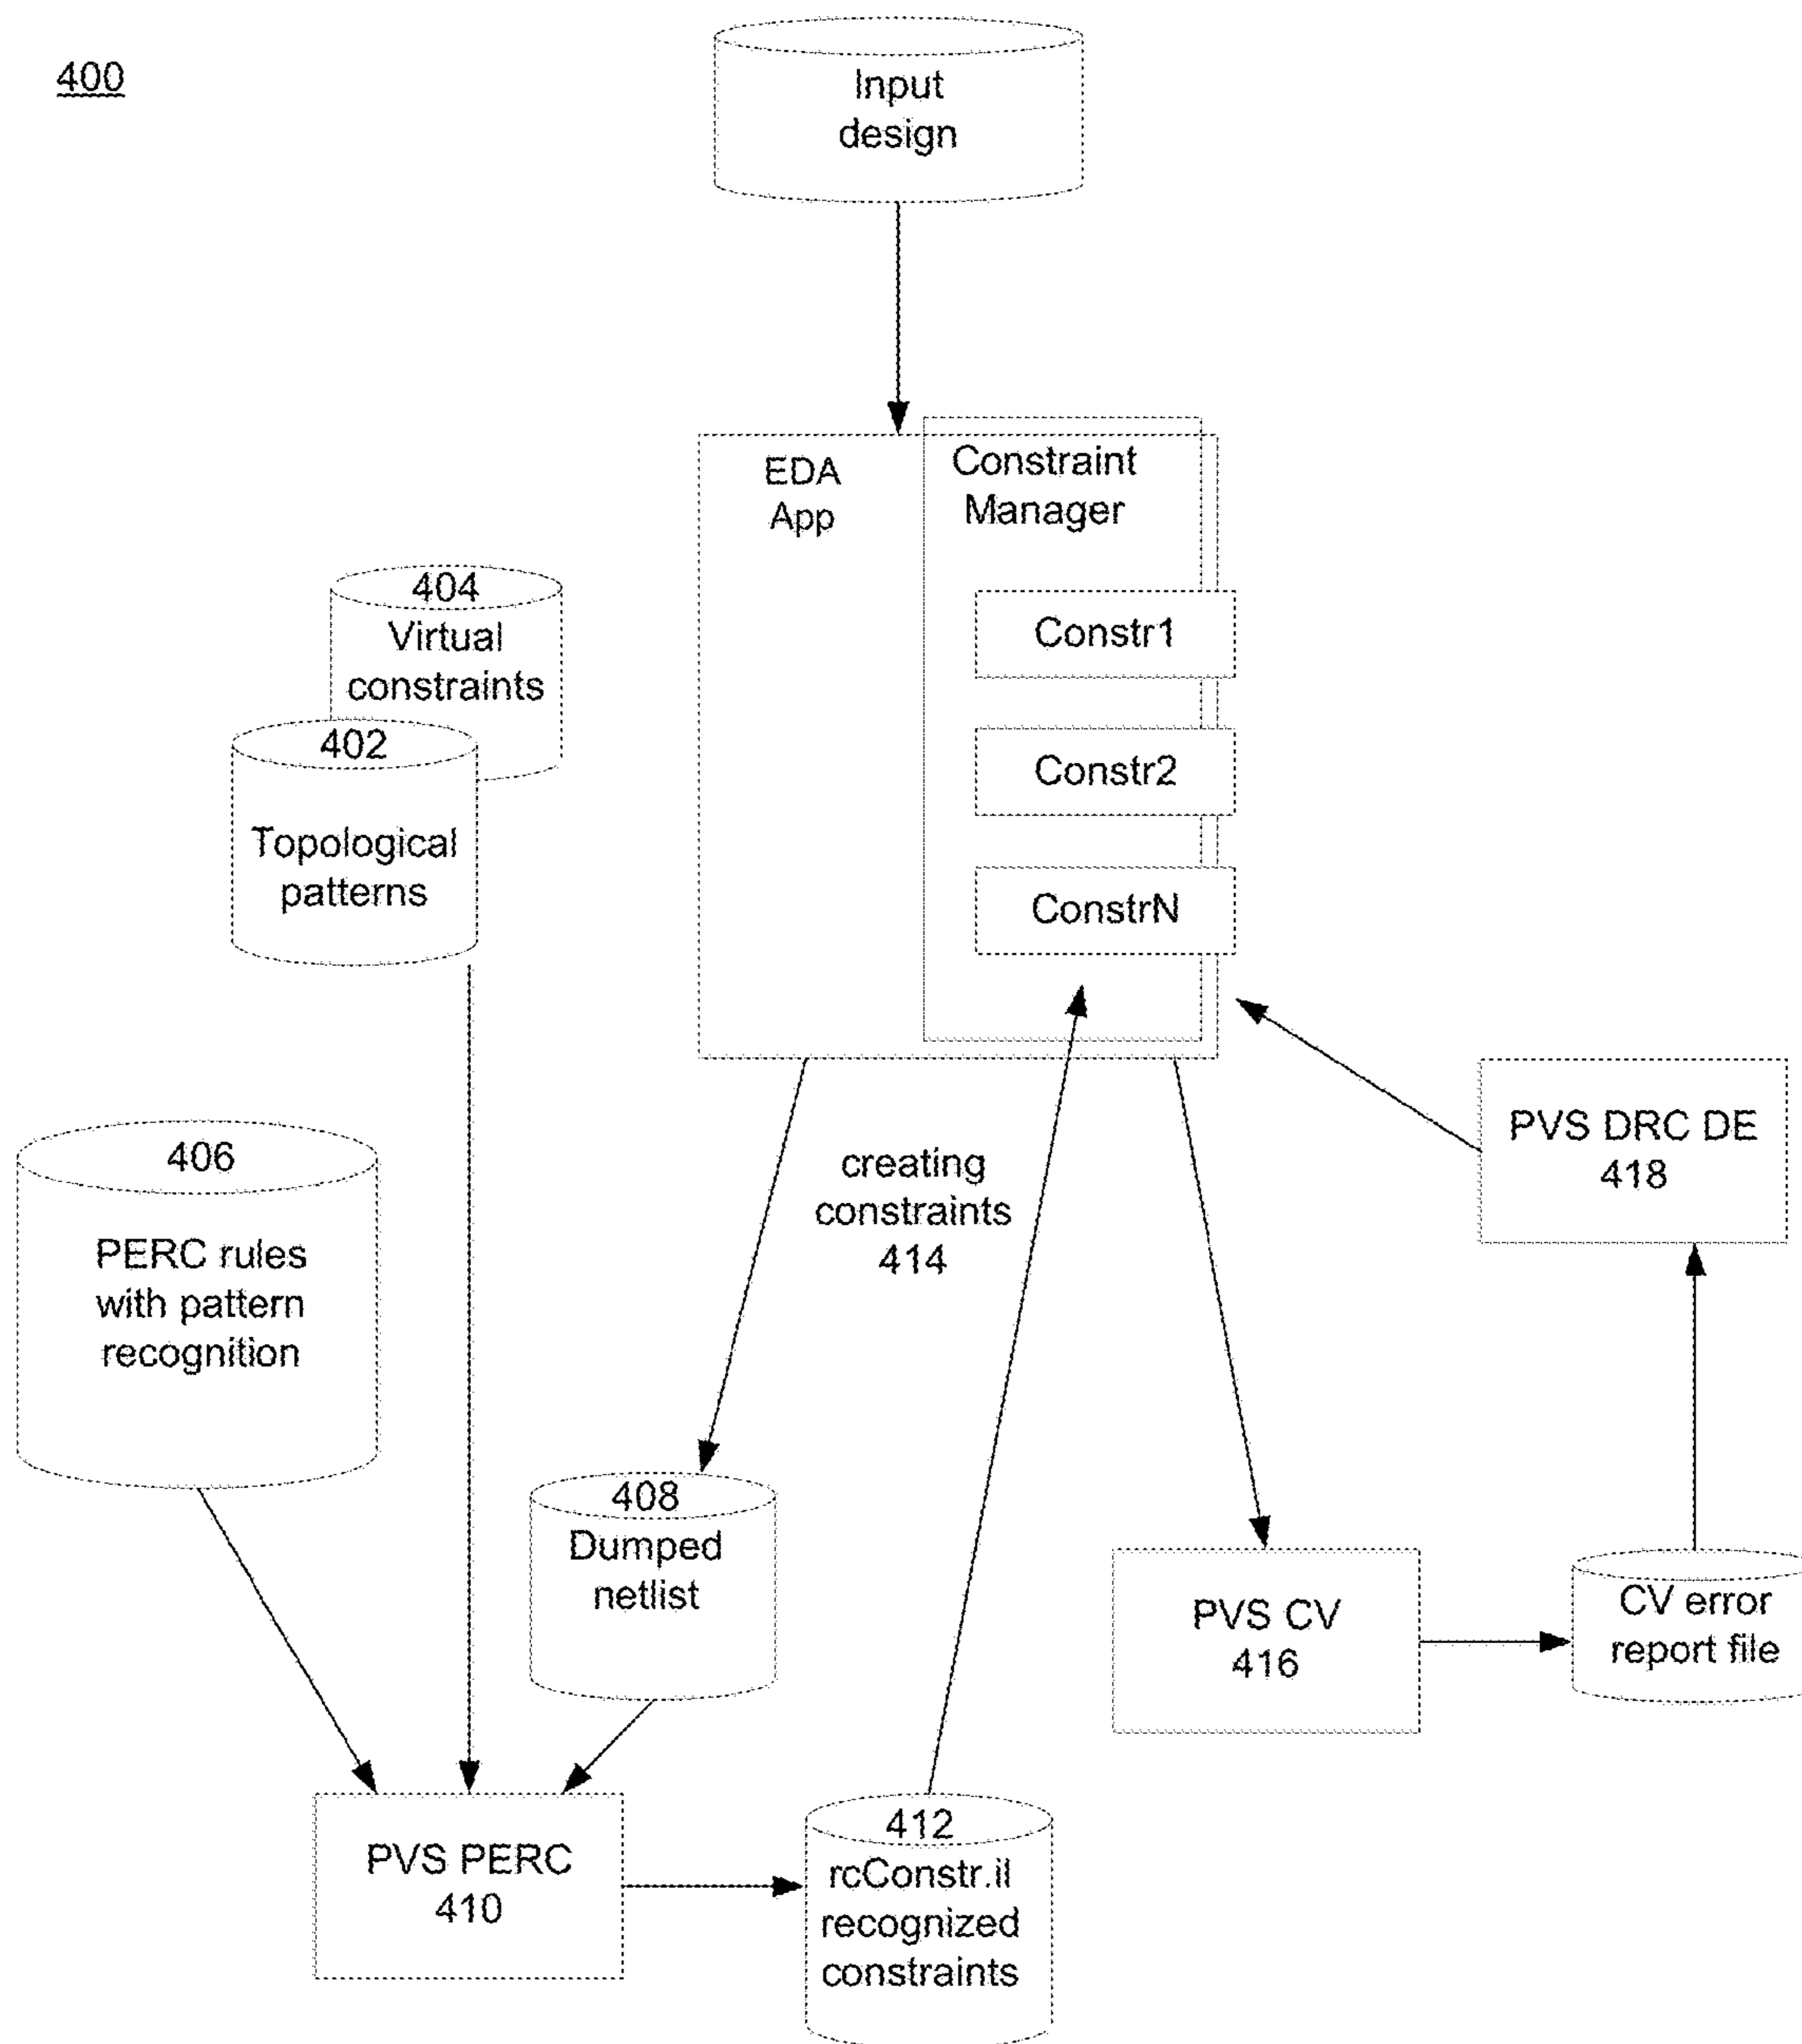 400
Input
design
EDA
App
Constraint
Manager
Constr1
Constr2
ConstrN
404
Virtual
constraints
402
Topological
patterns
406
PERC rules
with pattern
recognition
creating
constraints
414
PVS DRC DE
418
408
Dumped
netlist
PVS CV
416
CV error
report file
PVS PERC
410
412
rcConstr.il
recognized
constraints